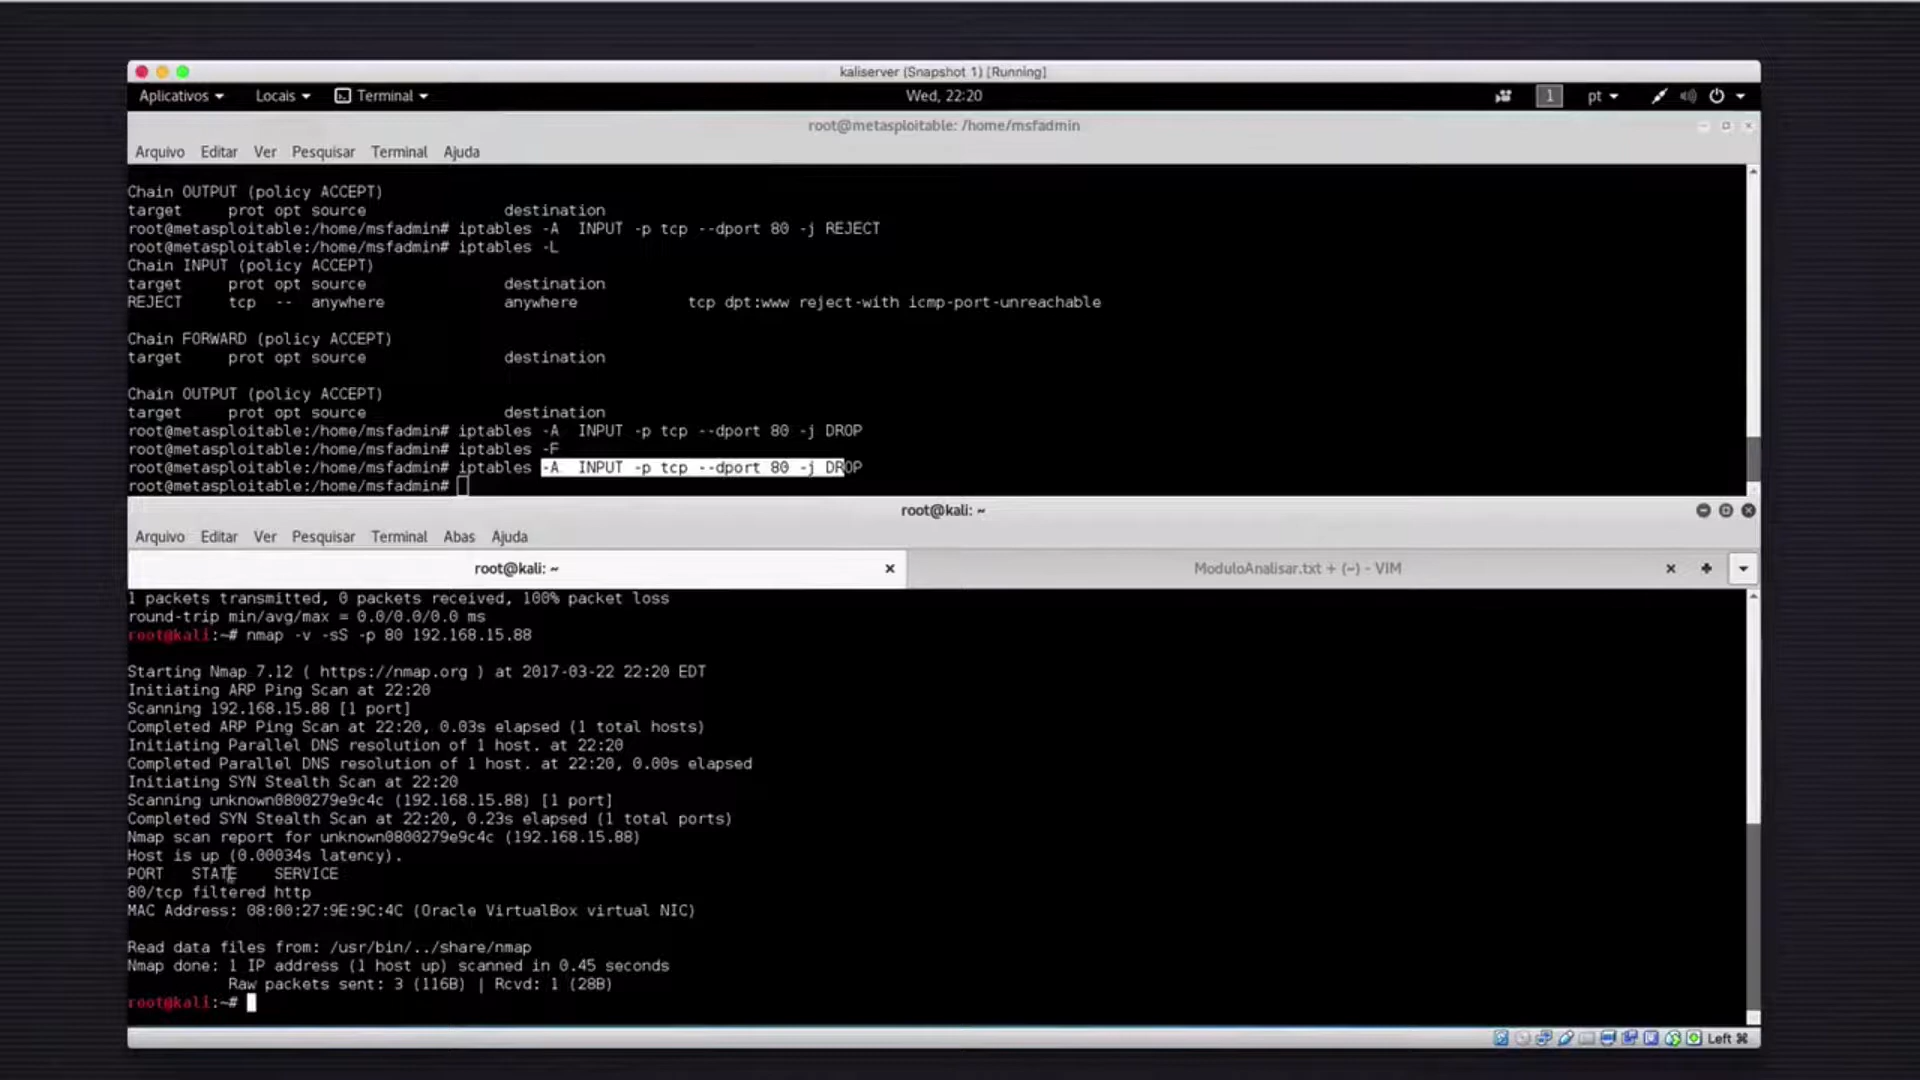 kaliserver (Snapshot 1) [Running]
Aplicativos Locais Terminal Wed, 22:20 1 pt
root@metasploitable: /home/msfadmin
Arquivo Editar Ver Pesquisar Terminal Ajuda
Chain OUTPUT (policy ACCEPT)
target prot opt source destination
root@metasploitable:/home/msfadmin# iptables -A  INPUT -p tcp --dport 80 -j REJECT
root@metasploitable:/home/msfadmin# iptables -L
Chain INPUT (policy ACCEPT)
target prot opt source destination
REJECT tcp -- anywhere anywhere tcp dpt:www reject-with icmp-port-unreachable
Chain FORWARD (policy ACCEPT)
target prot opt source destination
Chain OUTPUT (policy ACCEPT)
target prot opt source destination
root@metasploitable:/home/msfadmin# iptables -A  INPUT -p tcp --dport 80 -j DROP
root@metasploitable:/home/msfadmin# iptables -F
root@metasploitable:/home/msfadmin# iptables -A  INPUT -p tcp --dport 80 -j DROP
root@metasploitable:/home/msfadmin#
root@kali: ~
Arquivo Editar Ver Pesquisar Terminal Abas Ajuda
root@kali: ~ ModuloAnalisar.txt + (~) - VIM
1 packets transmitted, 0 packets received, 100% packet loss
round-trip min/avg/max = 0.0/0.0/0.0 ms
root@kali:~# nmap -v -sS -p 80 192.168.15.88
Starting Nmap 7.12 ( https://nmap.org ) at 2017-03-22 22:20 EDT
Initiating ARP Ping Scan at 22:20
Scanning 192.168.15.88 [1 port]
Completed ARP Ping Scan at 22:20, 0.03s elapsed (1 total hosts)
Initiating Parallel DNS resolution of 1 host. at 22:20
Completed Parallel DNS resolution of 1 host. at 22:20, 0.00s elapsed
Initiating SYN Stealth Scan at 22:20
Scanning unknown0800279e9c4c (192.168.15.88) [1 port]
Completed SYN Stealth Scan at 22:20, 0.23s elapsed (1 total ports)
Nmap scan report for unknown0800279e9c4c (192.168.15.88)
Host is up (0.00034s latency).
PORT STATE SERVICE
80/tcp filtered http
MAC Address: 08:00:27:9E:9C:4C (Oracle VirtualBox virtual NIC)
Read data files from: /usr/bin/../share/nmap
Nmap done: 1 IP address (1 host up) scanned in 0.45 seconds
Raw packets sent: 3 (116B) | Rcvd: 1 (28B)
root@kali:~#
Left ⌘